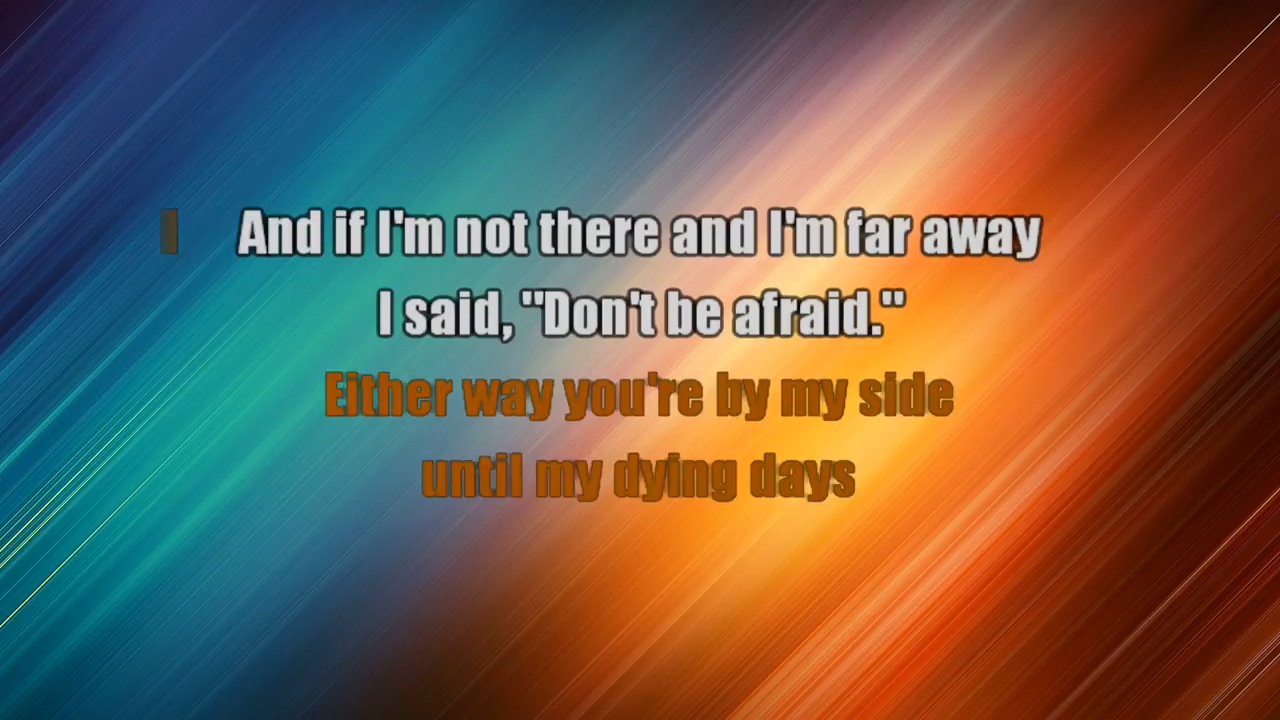 And if I'm not there and I'm far away
I said, "Don't be afraid."
Either way you're by my side
until my dying days